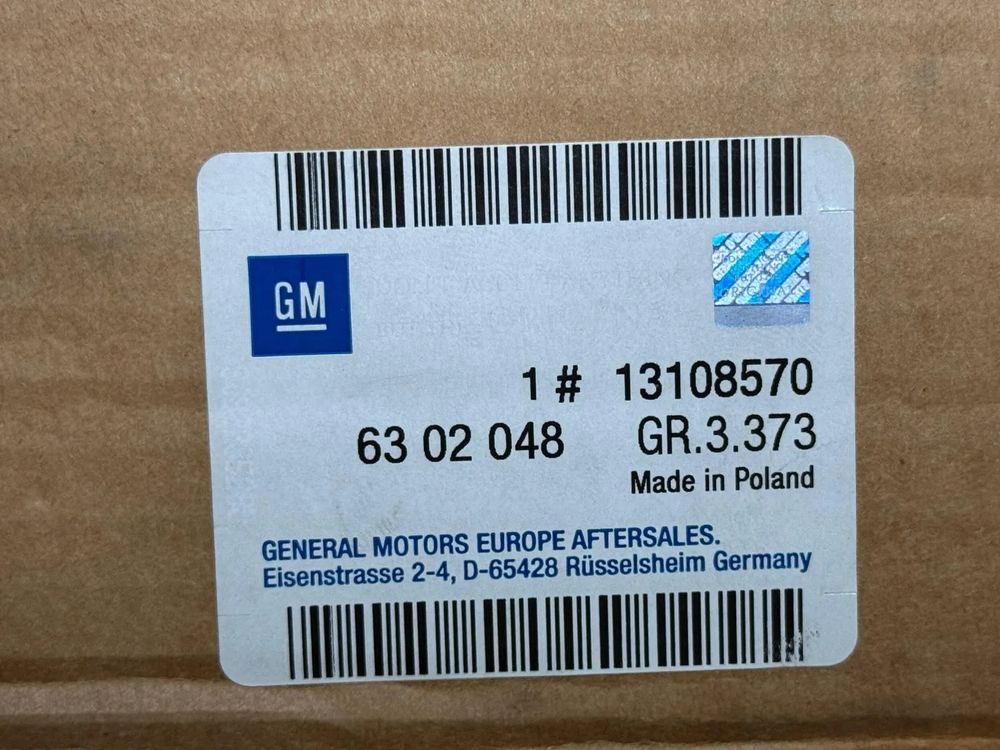 GM
1 # 13108570
63 02 048 GR.3.373
Made in Poland
GENERAL MOTORS EUROPE AFTERSALES.
Eisenstrasse 2-4, D-65428 Rüsselsheim Germany